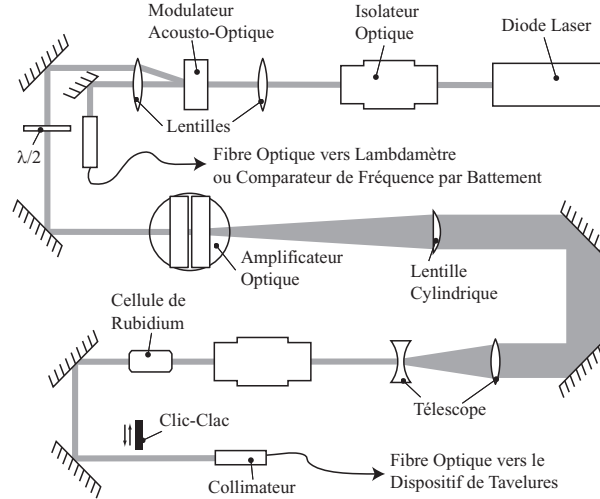 Modulateur
Acousto-Optique
Isolateur
Optique
Diode Laser
Lentilles
λ/2
Fibre Optique vers Lambdamètre
ou Comparateur de Fréquence par Battement
Amplificateur
Optique
Lentille
Cylindrique
Cellule de
Rubidium
Télescope
Clic-Clac
Collimateur
Fibre Optique vers le
Dispositif de Tavelures